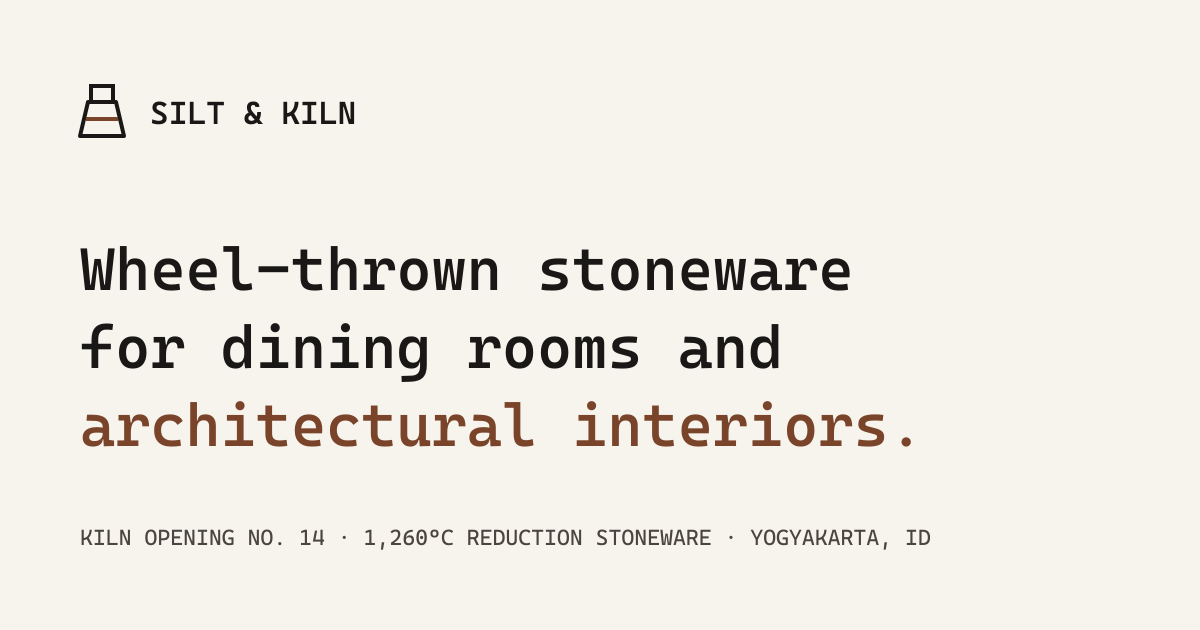 SILT & KILN
Wheel–thrown stoneware
for dining rooms and
architectural interiors.
KILN OPENING NO. 14 · 1,260°C REDUCTION STONEWARE · YOGYAKARTA, ID